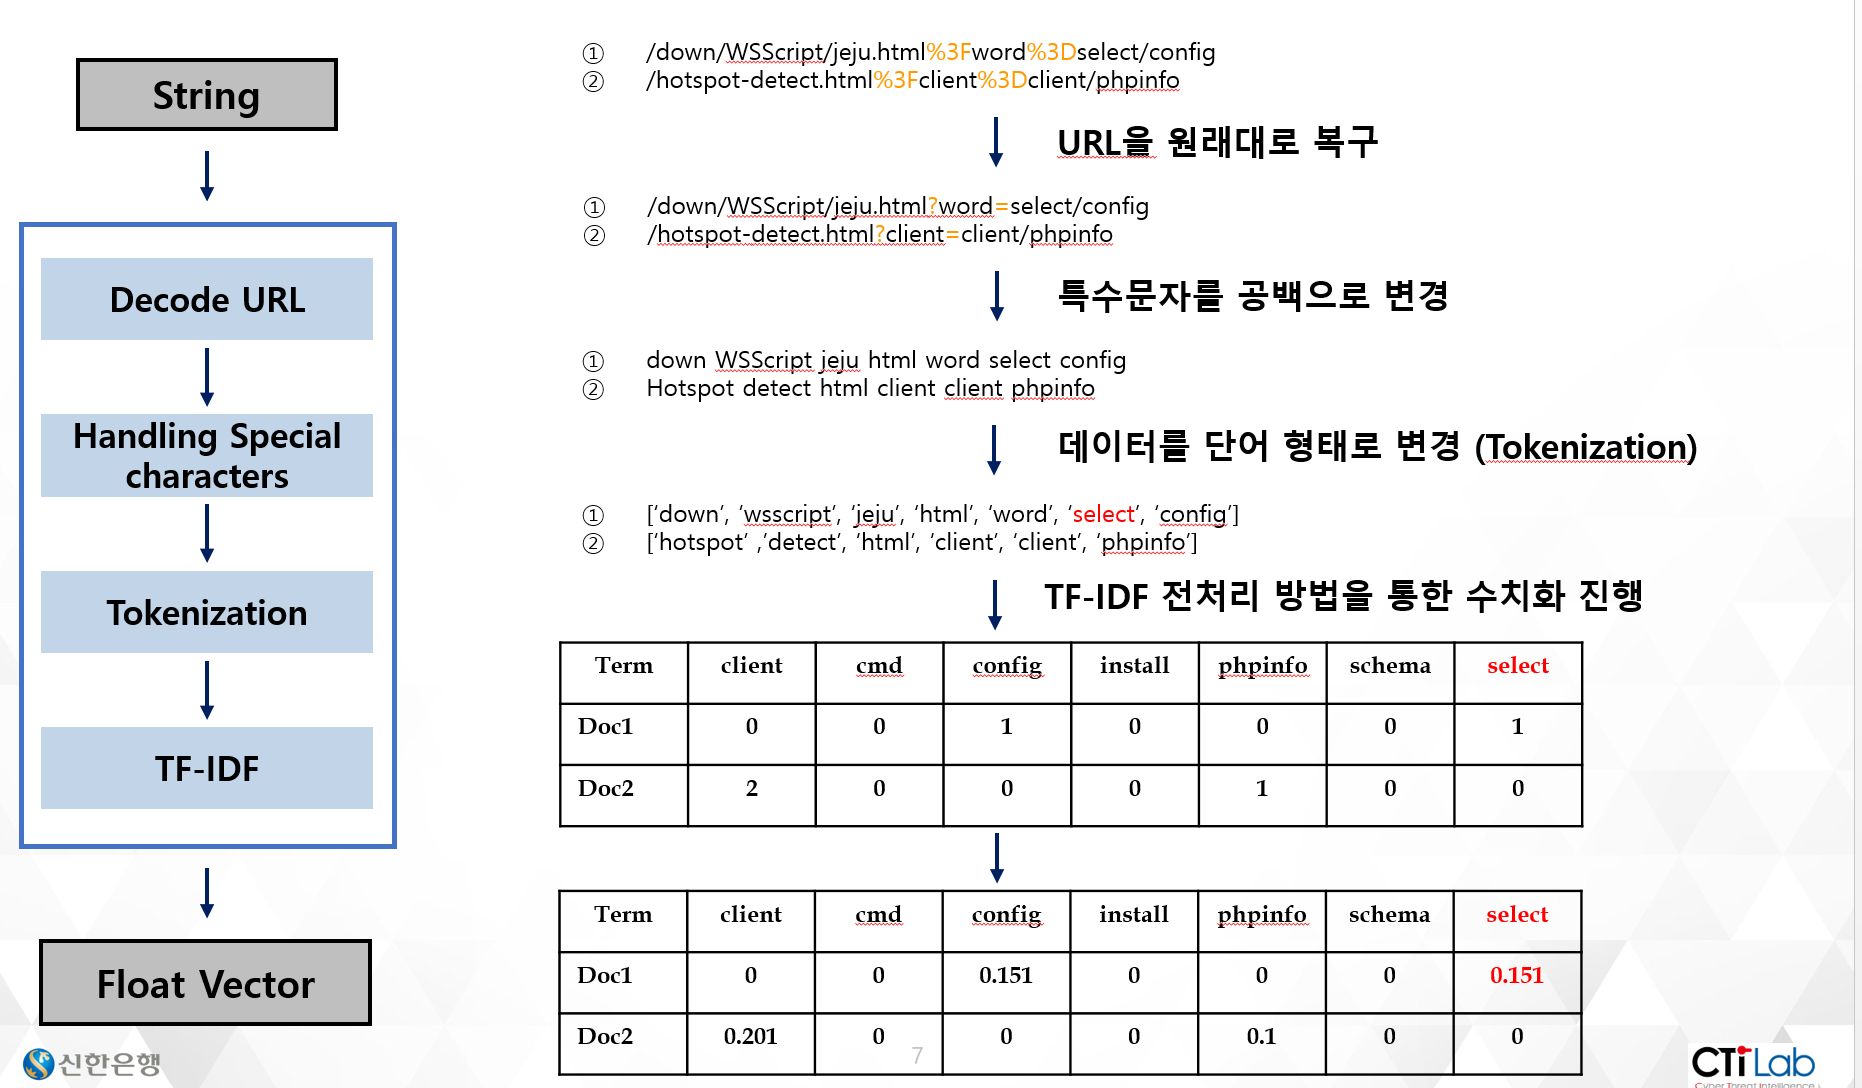 String
Decode URL
Handling Special
characters
Tokenization
TF-IDF
Float Vector
① /down/WSScript/jeju.html%3Fword%3Dselect/config
② /hotspot-detect.html%3Fclient%3Dclient/phpinfo
URL을 원래대로 복구
① /down/WSScript/jeju.html?word=select/config
② /hotspot-detect.html?client=client/phpinfo
특수문자를 공백으로 변경
① down WSScript jeju html word select config
② Hotspot detect html client client phpinfo
데이터를 단어 형태로 변경 (Tokenization)
① [‘down’, ‘wsscript’, ‘jeju’, ‘html’, ‘word’, ‘select’, ‘config’]
② [‘hotspot’ ,‘detect’, ‘html’, ‘client’, ‘client’, ‘phpinfo’]
TF-IDF 전처리 방법을 통한 수치화 진행
Term client cmd config install phpinfo schema select
Doc1 0 0 1 0 0 0 1
Doc2 2 0 0 0 1 0 0
Term client cmd config install phpinfo schema select
Doc1 0 0 0.151 0 0 0 0.151
Doc2 0.201 0 0 0 0.1 0 0
신한은행
7
CTi Lab
Cyber Threat Intelligence